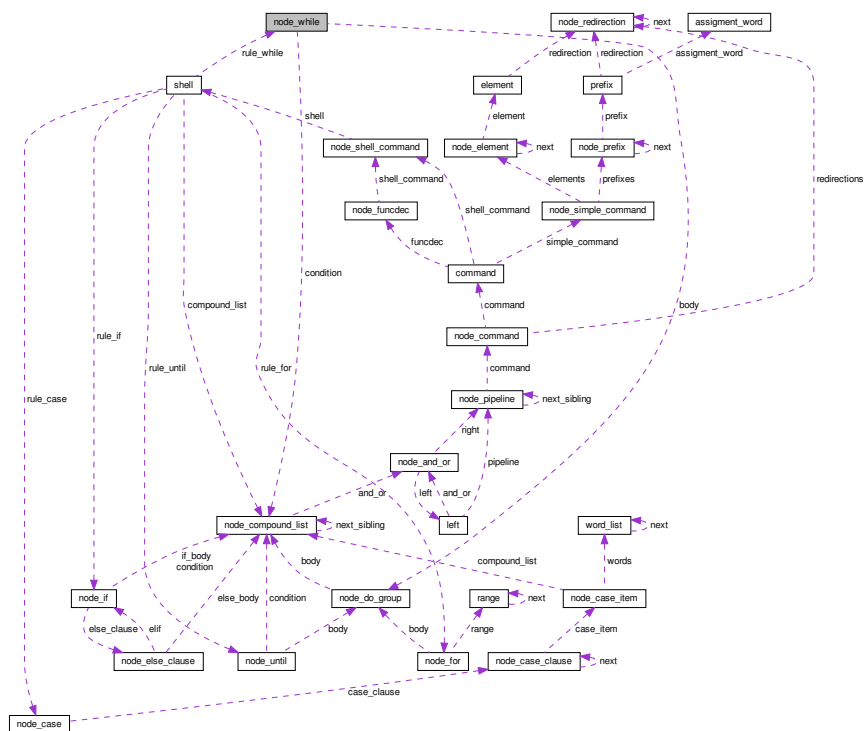 node_while
node_redirection
next
assigment_word
rule_while
redirection
redirection
assigment_word
shell
element
prefix
shell
element
prefix
node_shell_command
node_element
next
node_prefix
next
shell_command
elements
prefixes
redirections
node_funcdec
shell_command
node_simple_command
funcdec
simple_command
condition
command
compound_list
command
body
rule_if
node_command
rule_until
rule_for
command
rule_case
node_pipeline
next_sibling
right
node_and_or
pipeline
and_or
left
and_or
node_compound_list
next_sibling
left
word_list
next
if_body
condition
body
compound_list
words
else_body
condition
node_if
node_do_group
range
next
node_case_item
else_clause
elif
body
body
range
case_item
node_else_clause
node_until
node_for
node_case_clause
next
case_clause
node_case